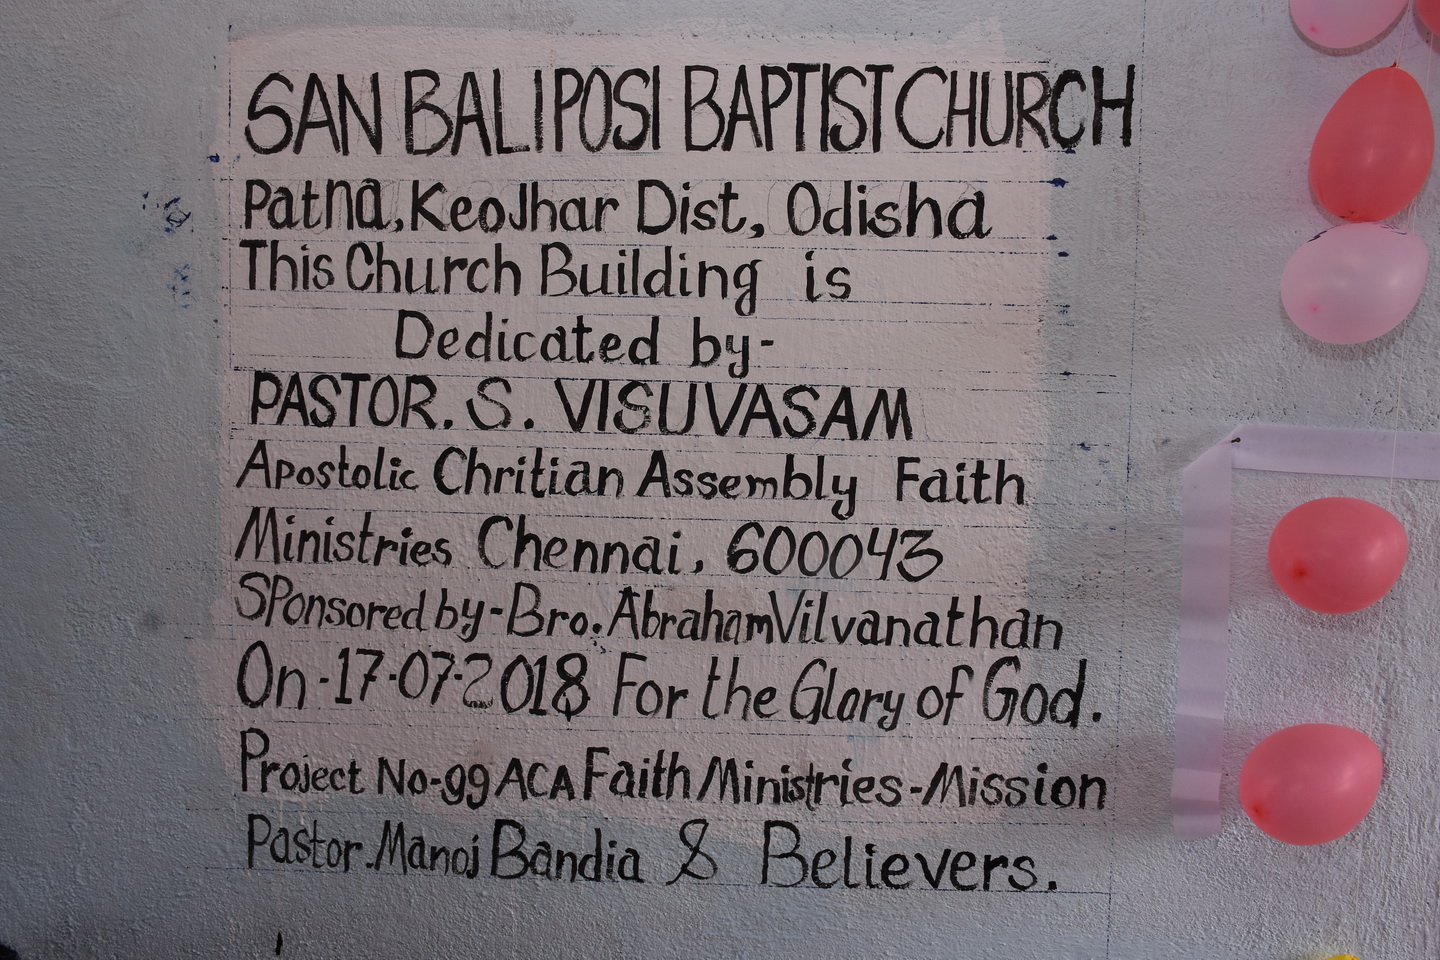 SAN BALIPOSI BAPTIST CHURCH
Patna, Keojhar Dist, Odisha
This Church Building is
Dedicated by-
PASTOR. S. VISUVASAM
Apostolic Chritian Assembly Faith
Ministries Chennai, 600043
SPonsored by-Bro. Abraham Vilvanathan
On-17-07-2018 For the Glory of God.
Project No-99 ACA Faith Ministries-Mission
Pastor.Manoj Bandia & Believers.